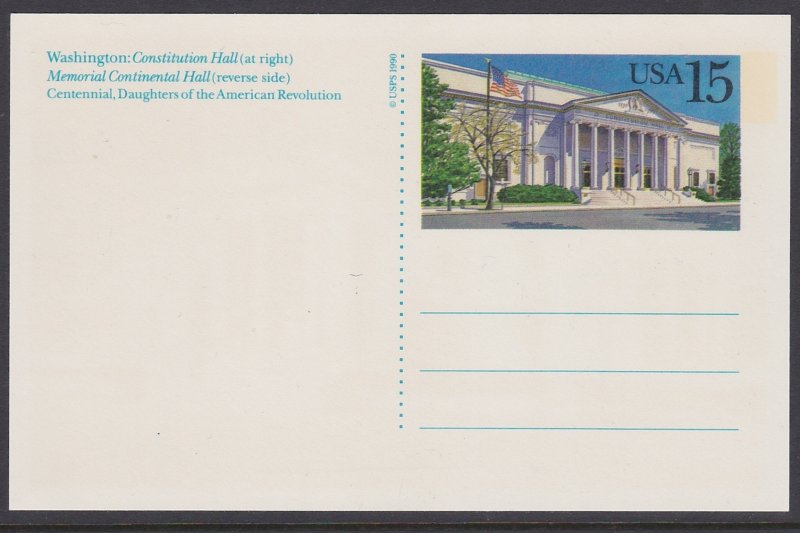 Washington: Constitution Hall (at right)
Memorial Continental Hall (reverse side)
Centennial, Daughters of the American Revolution
© USPS 1990
USA 15